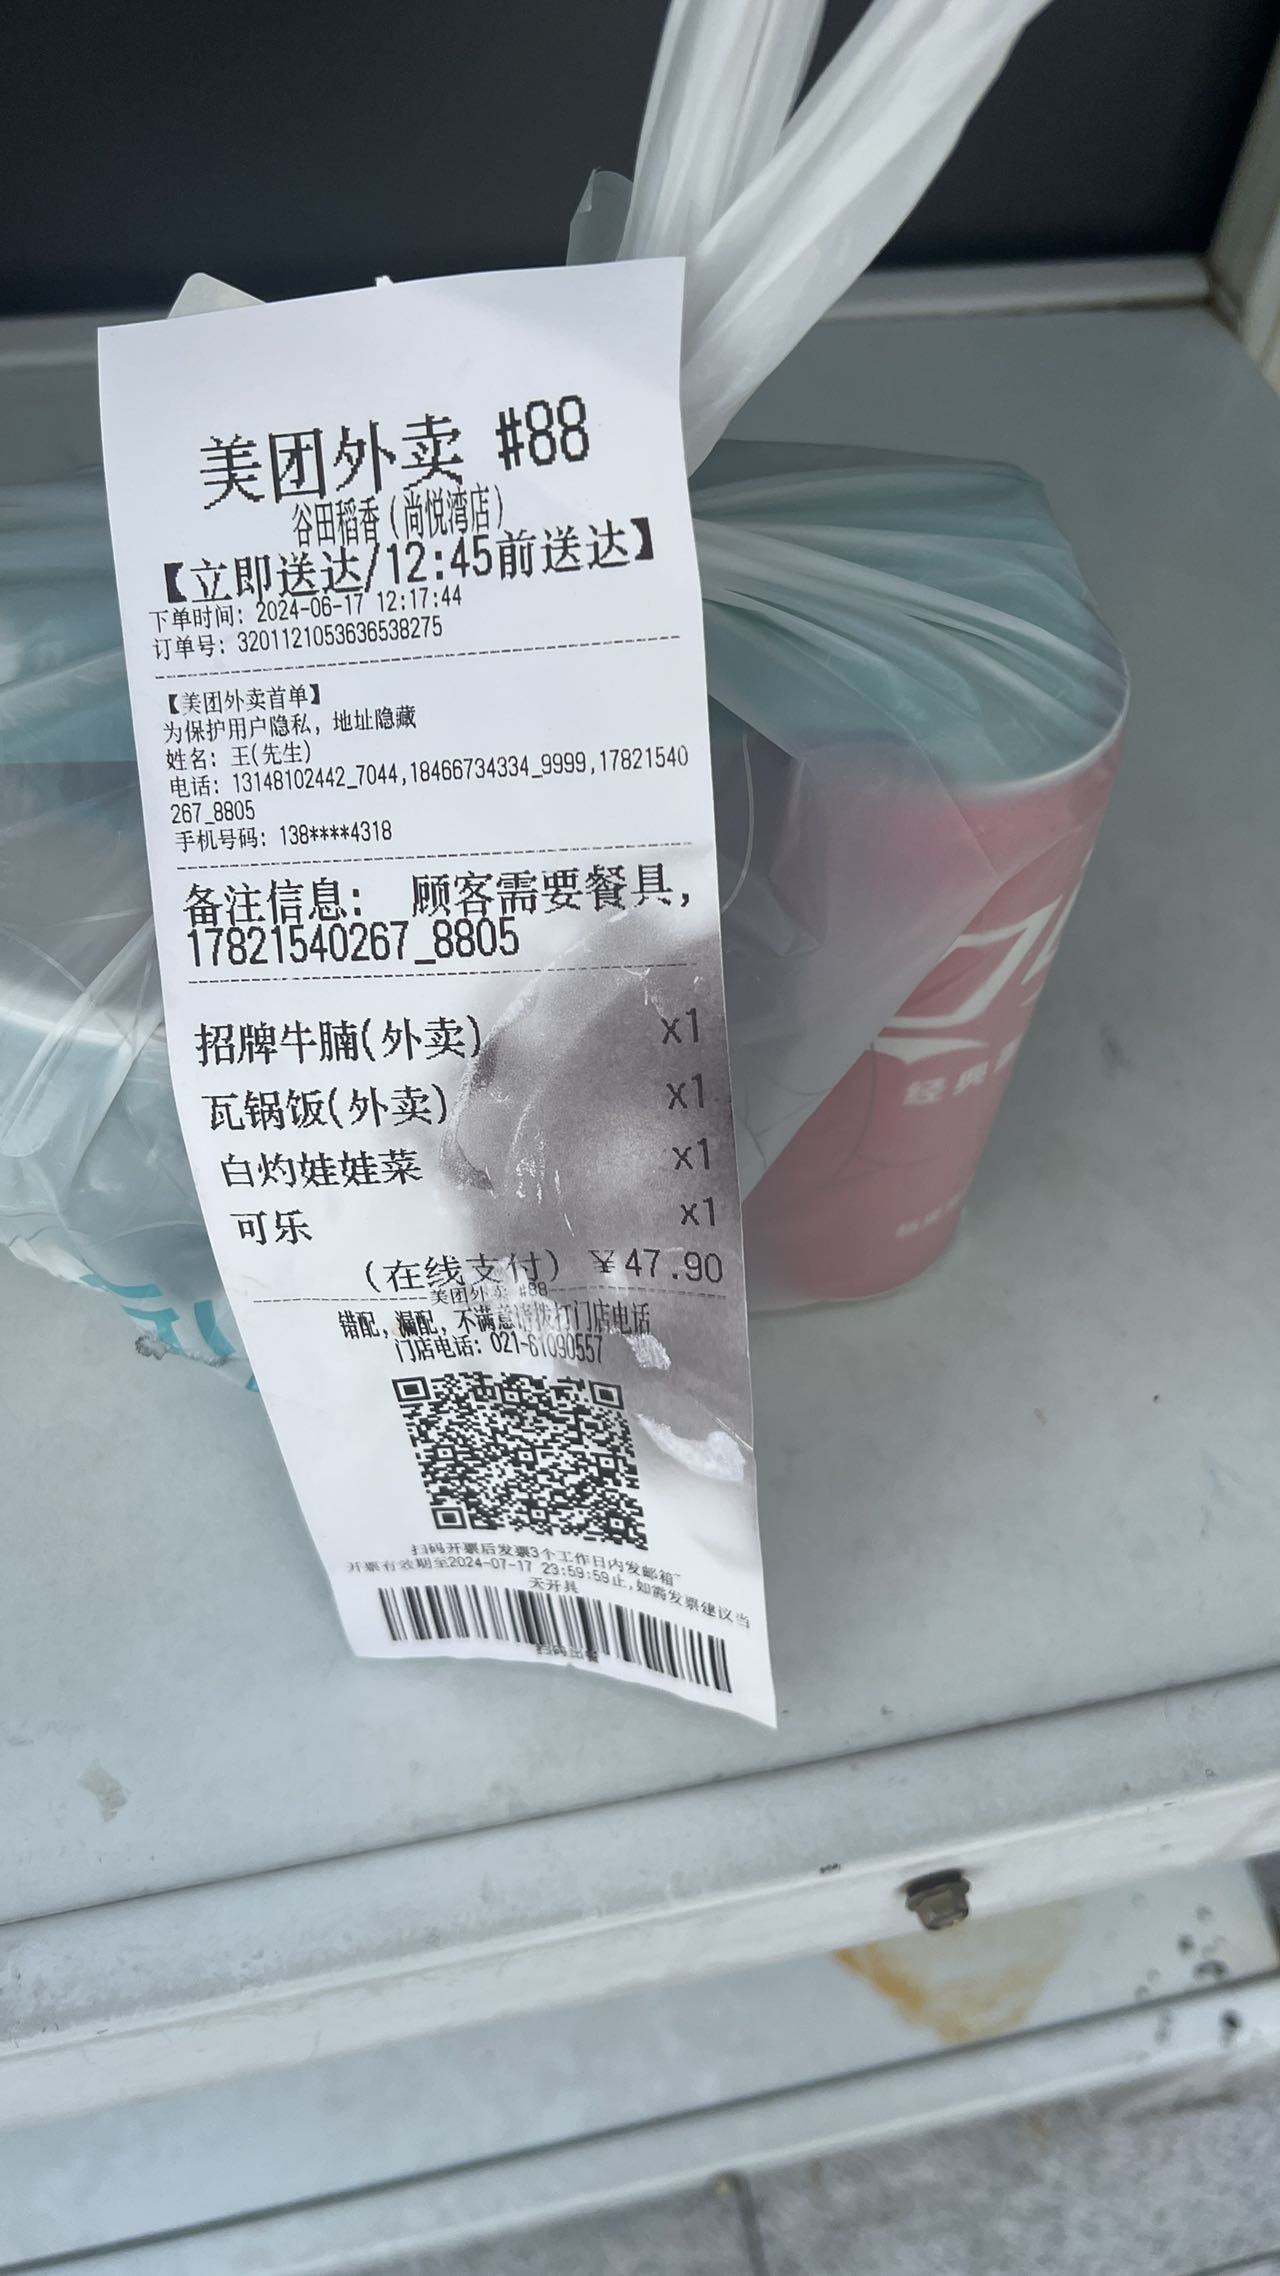 美团外卖 #88
谷田稻香(尚悦湾店)
【立即送达/12:45前送达】
下单时间: 2024-06-17 12:17:44
订单号: 3201121053636538275
【美团外卖首单】
为保护用户隐私, 地址隐藏
姓名: 王(先生)
电话: 13148102442_7044,18466734334_9999,17821540
267_8805
手机号码: 138****4318
备注信息: 顾客需要餐具,
17821540267_8805
招牌牛腩(外卖) x1
瓦锅饭(外卖) x1
白灼娃娃菜 x1
可乐 x1
(在线支付) ¥47.90
美团外卖 #88
错配, 漏配, 不满意请拨打门店电话
门店电话: 021-61090557
扫码开票后发票3个工作日内发邮箱~
开票有效期至2024-07-17 23:59:59止,如需发票建议当
天开具
扫码出餐
经典